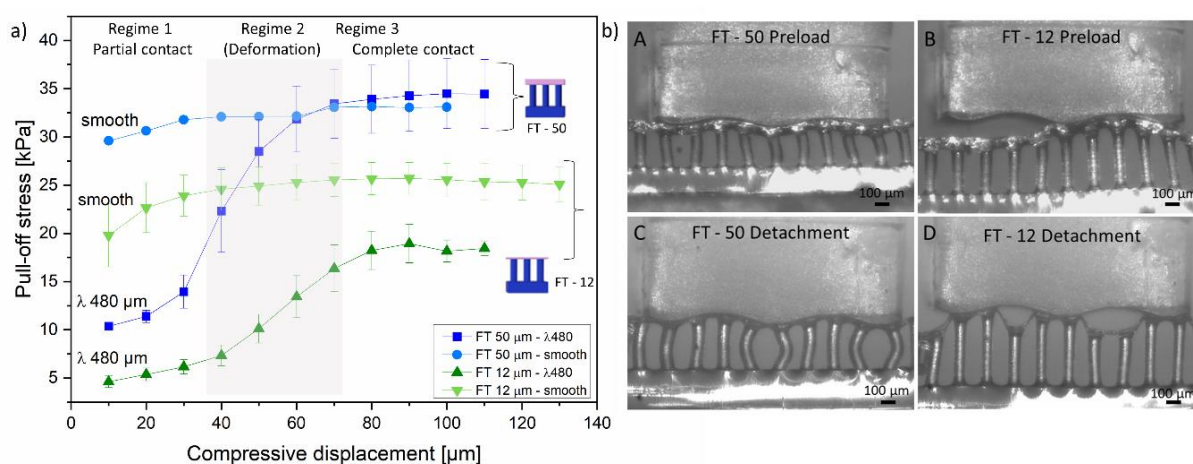 a)
Regime 1
Partial contact
Regime 2
(Deformation)
Regime 3
Complete contact
40
35
30
25
20
15
10
5
Pull-off stress [kPa]
smooth
smooth
λ 480 µm
λ 480 µm
FT - 50
FT - 12
FT 50 µm - λ480
FT 50 µm - smooth
FT 12 µm - λ480
FT 12 µm - smooth
0 20 40 60 80 100 120 140
Compressive displacement [µm]
b)
A FT - 50 Preload
100 µm
B FT - 12 Preload
100 µm
C FT - 50 Detachment
100 µm
D FT - 12 Detachment
100 µm